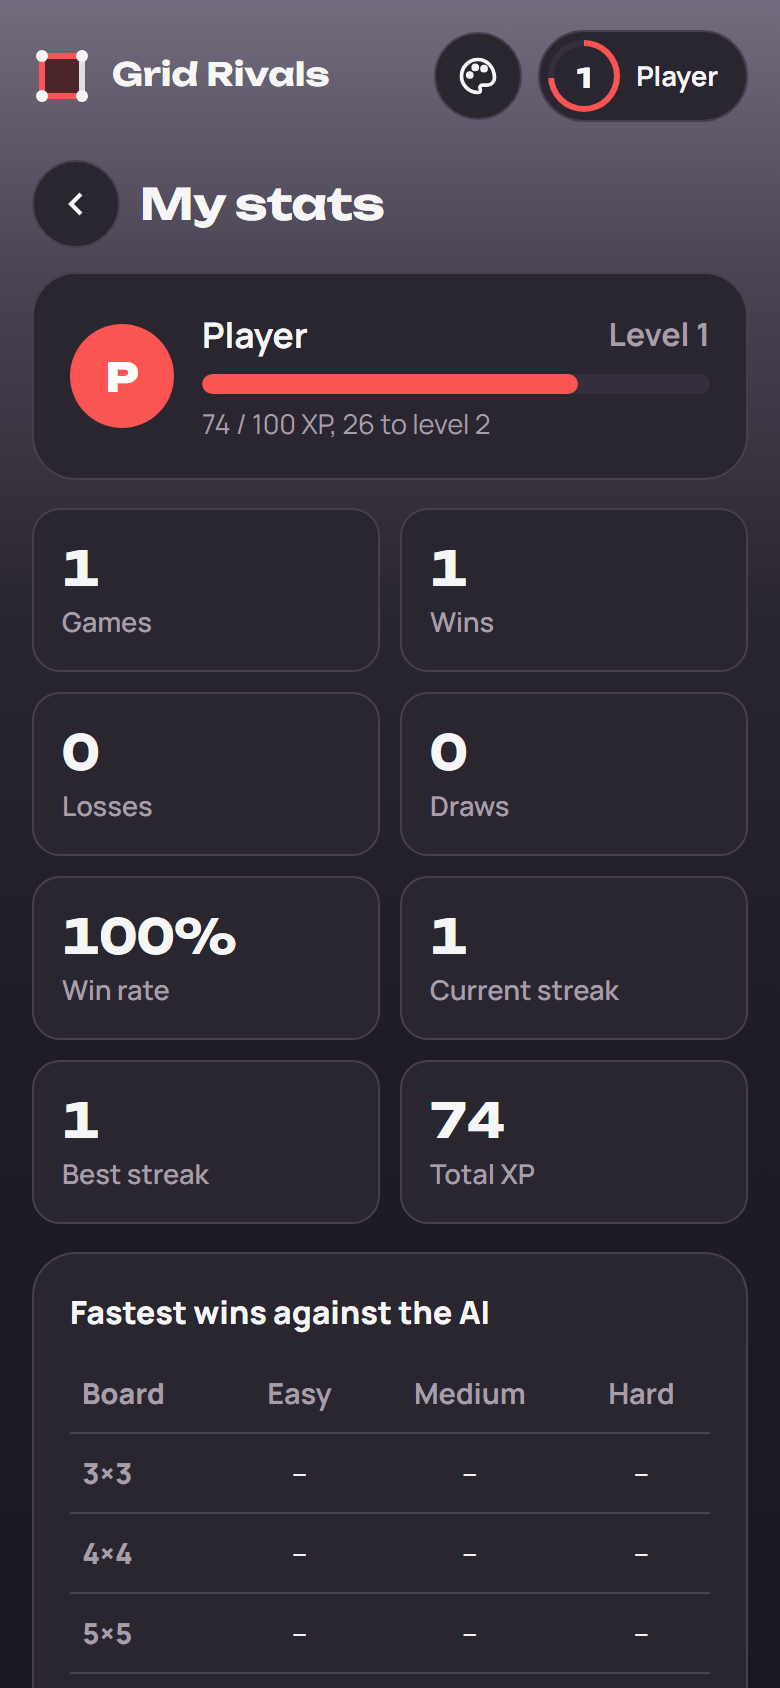 Grid Rivals
1 Player
My stats
P
Player Level 1
74 / 100 XP, 26 to level 2
1 1
Games Wins
0 0
Losses Draws
100% 1
Win rate Current streak
1 74
Best streak Total XP
Fastest wins against the AI
Board Easy Medium Hard
3×3 – – –
4×4 – – –
5×5 – – –